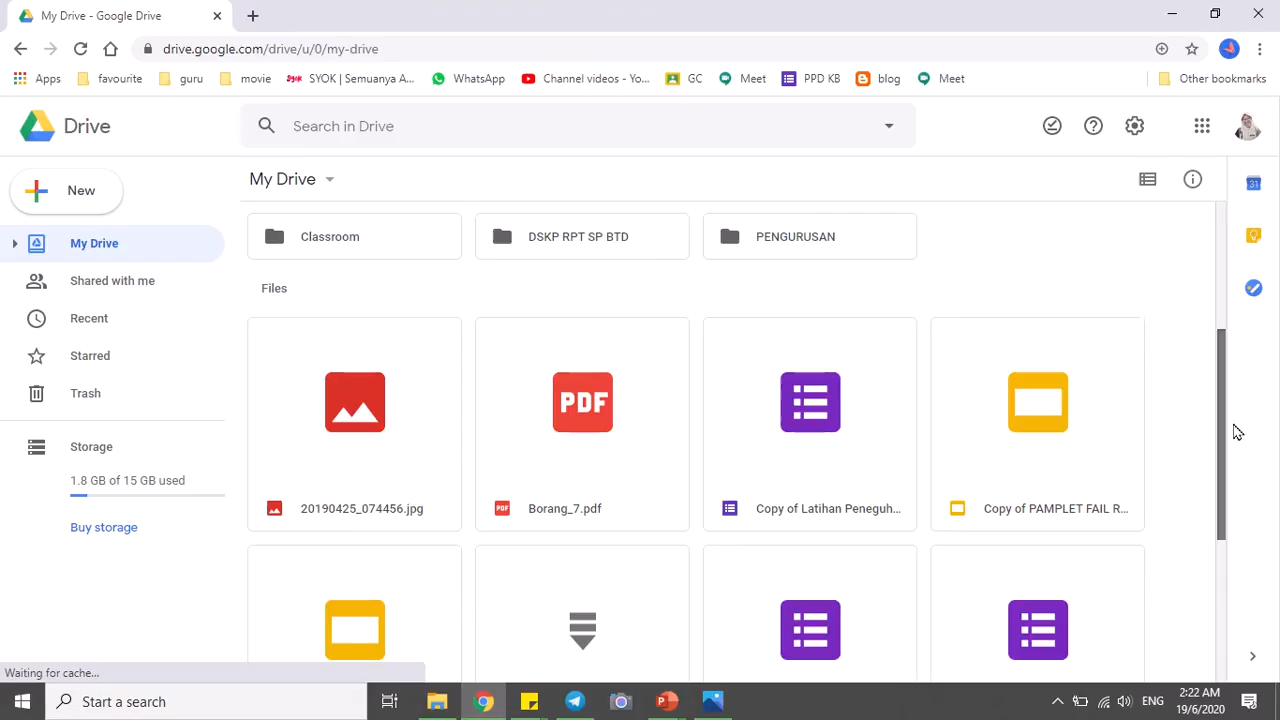 My Drive - Google Drive
drive.google.com/drive/u/0/my-drive
Apps
favourite
guru
movie
SYOK | Semuanya A...
WhatsApp
Channel videos - Yo...
GC
Meet
PPD KB
blog
Meet
Other bookmarks
Drive
Search in Drive
New
My Drive
31
My Drive
Shared with me
Recent
Starred
Trash
Storage
1.8 GB of 15 GB used
Buy storage
Classroom
DSKP RPT SP BTD
PENGURUSAN
Files
PDF
20190425_074456.jpg
PDF
Borang_7.pdf
Copy of Latihan Peneguh...
Copy of PAMPLET FAIL R...
Waiting for cache...
Start a search
ENG
2:22 AM
19/6/2020